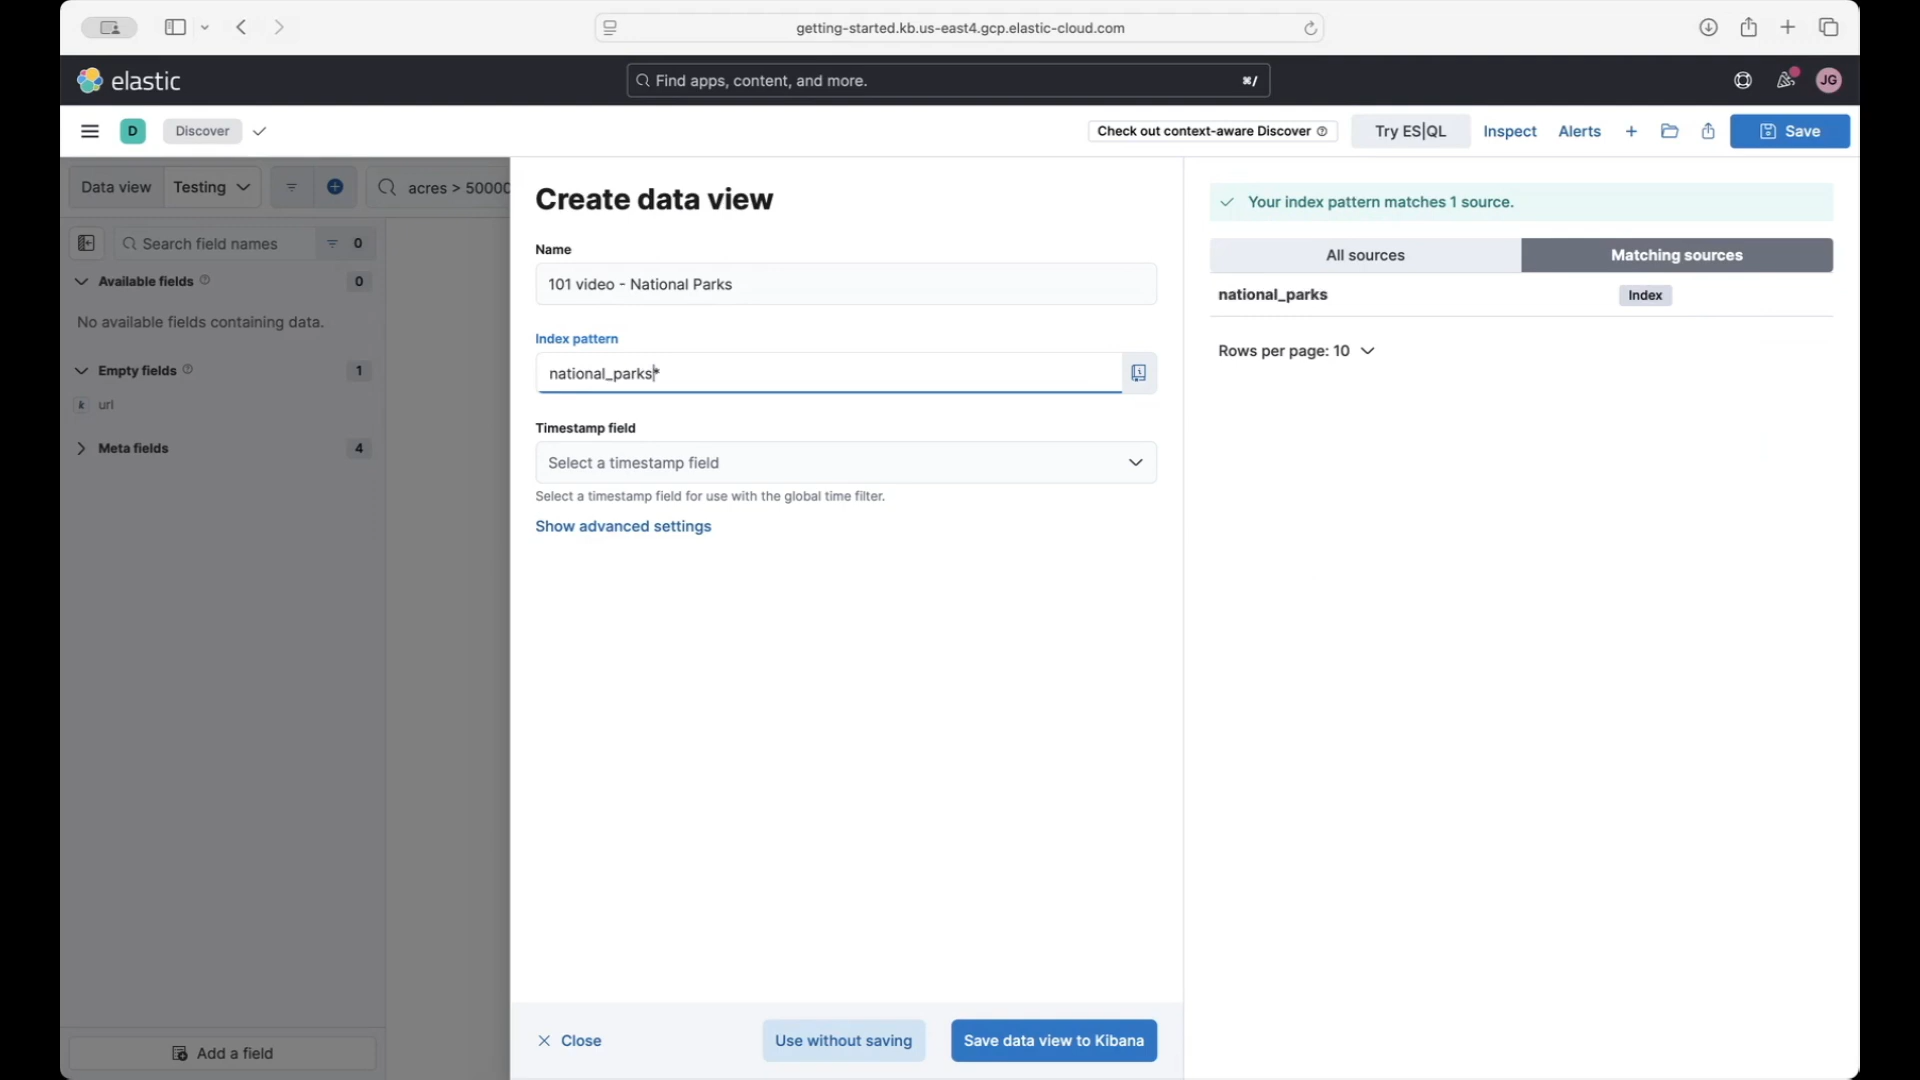 getting-started.kb.us-east4.gcp.elastic-cloud.com
elastic
Find apps, content, and more.
⌘/
JG
D
Discover
Check out context-aware Discover
Try ES|QL
Inspect
Alerts
Save
Data view
Testing
acres > 50000
Search field names
0
Available fields
0
No available fields containing data.
Empty fields
1
k url
Meta fields
4
Add a field
Create data view
Name
101 video - National Parks
Index pattern
national_parks*
Timestamp field
Select a timestamp field
Select a timestamp field for use with the global time filter.
Show advanced settings
Close
Use without saving
Save data view to Kibana
Your index pattern matches 1 source.
All sources
Matching sources
national_parks
Index
Rows per page: 10